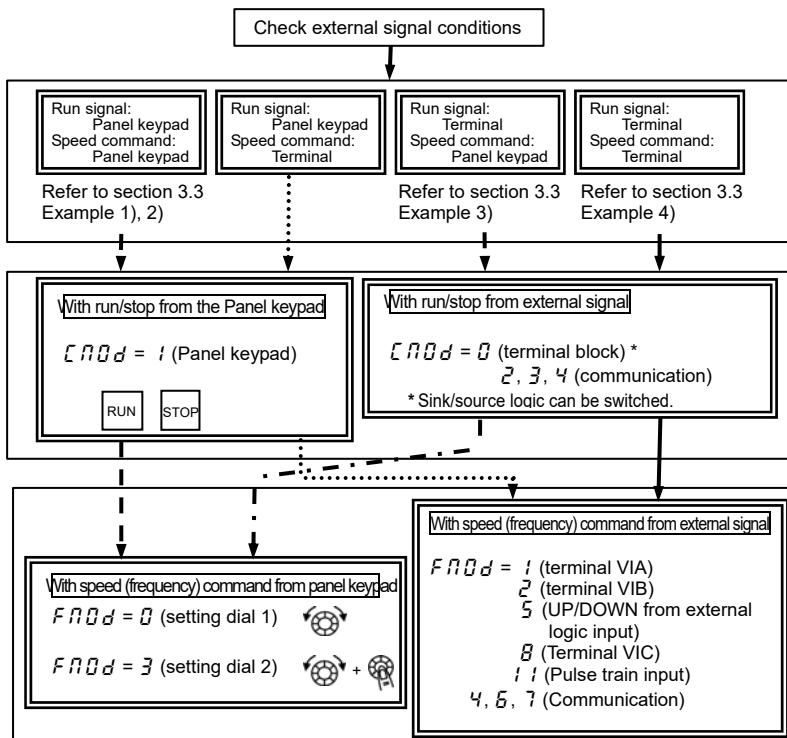 Check external signal conditions
Run signal:
Panel keypad
Speed command:
Panel keypad
Run signal:
Panel keypad
Speed command:
Terminal
Run signal:
Terminal
Speed command:
Panel keypad
Run signal:
Terminal
Speed command:
Terminal
Refer to section 3.3
Example 1), 2)
Refer to section 3.3
Example 3)
Refer to section 3.3
Example 4)
With run/stop from the Panel keypad
CMOd = 1 (Panel keypad)
RUN STOP
With run/stop from external signal
CMOd = 0 (terminal block) *
2, 3, 4 (communication)
* Sink/source logic can be switched.
With speed (frequency) command from panel keypad
FMOd = 0 (setting dial 1)
FMOd = 3 (setting dial 2) +
With speed (frequency) command from external signal
FMOd = 1 (terminal VIA)
2 (terminal VIB)
5 (UP/DOWN from external
logic input)
8 (Terminal VIC)
11 (Pulse train input)
4, 6, 7 (Communication)